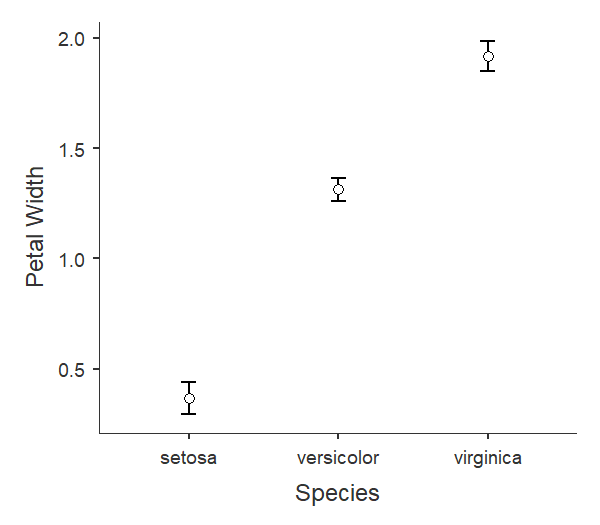 2.0
1.5
1.0
0.5
Petal Width
setosa versicolor virginica
Species